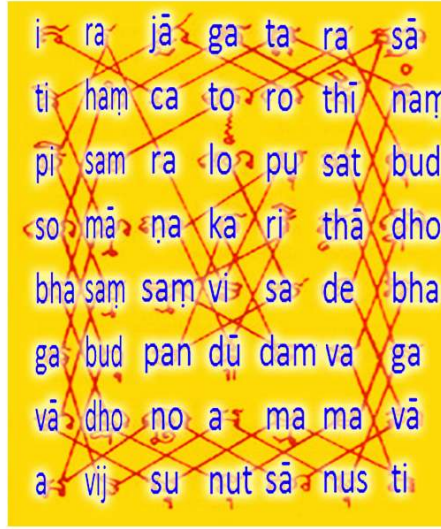 i ra jā ga ta ra sā
ti haṃ ca to ro thī naṃ
pi sam ra lo pu sat bud
so mā ṇa ka ri thā dho
bha saṃ saṃ vi sa de bha
ga bud pan dū dam va ga
vā dho no a ma ma vā
a vij su nut sā nus ti